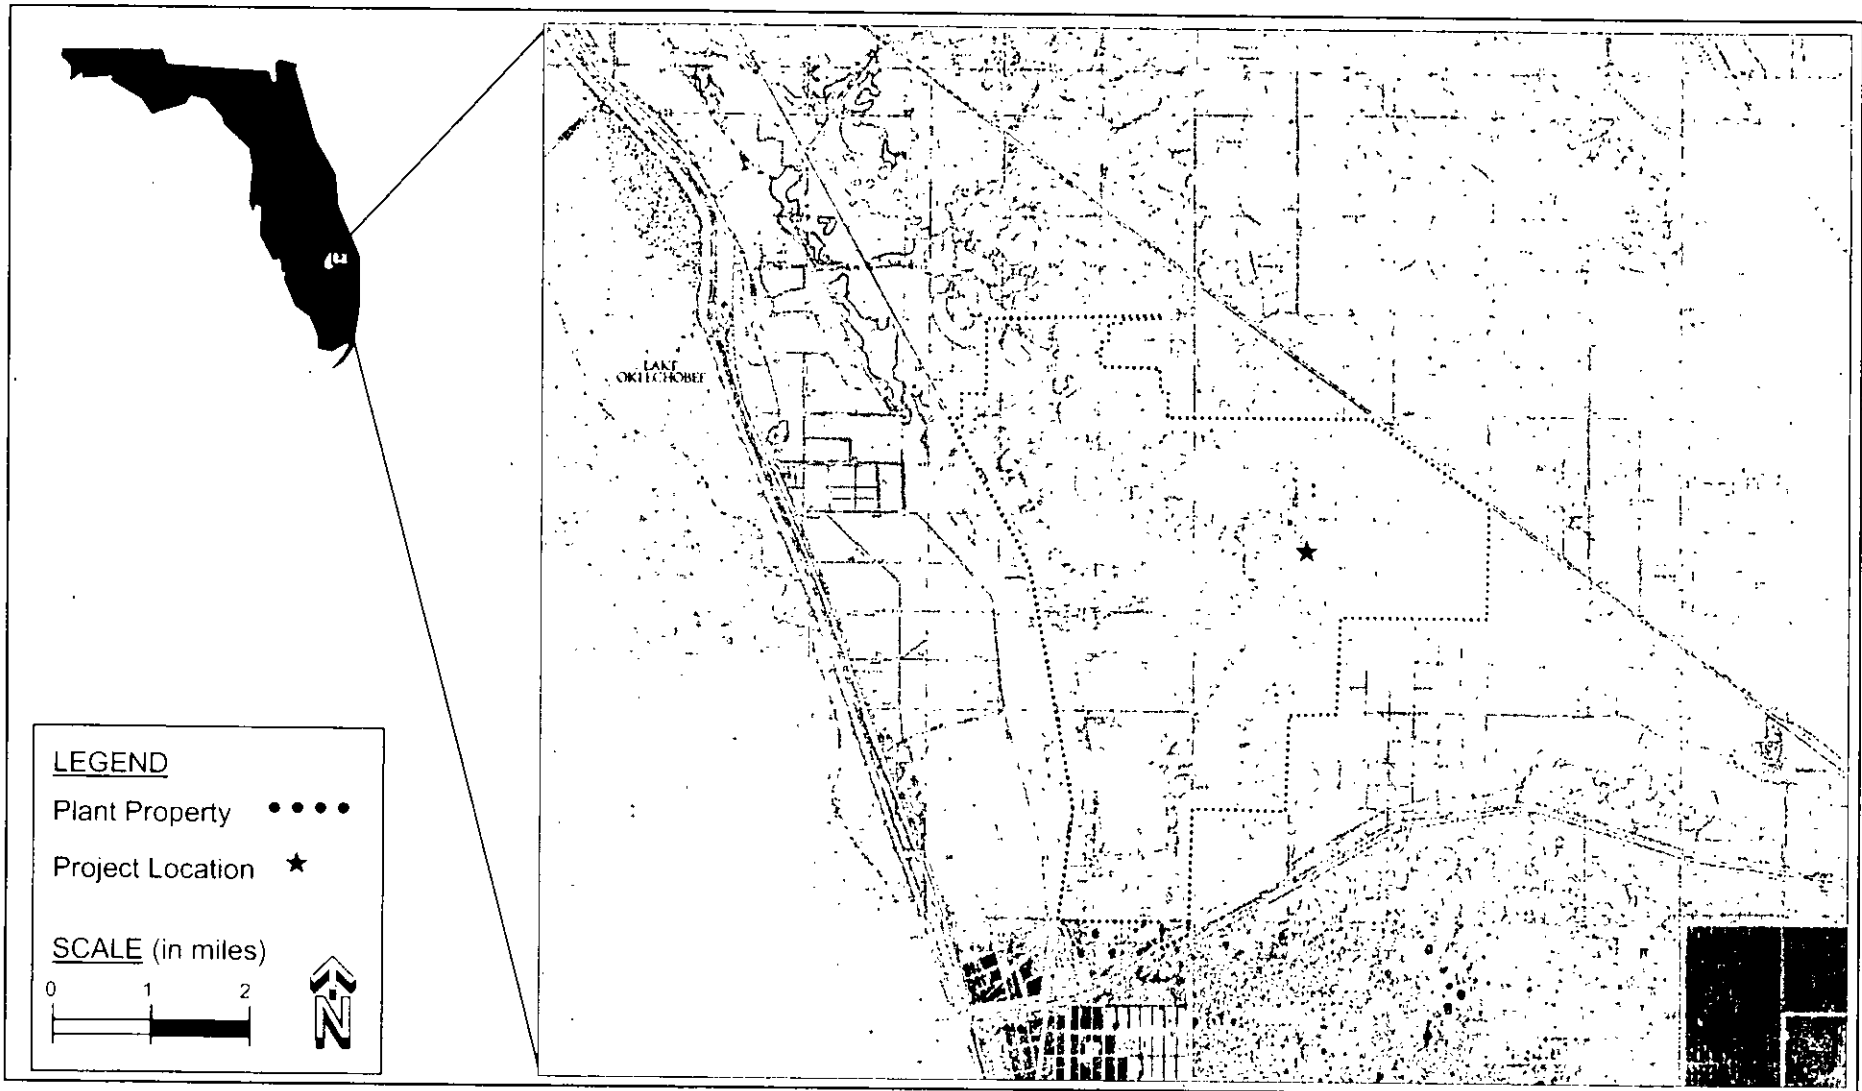 LAKE
OKEECHOBEE
LEGEND
Plant Property
Project Location
SCALE (in miles)
0 1 2
N